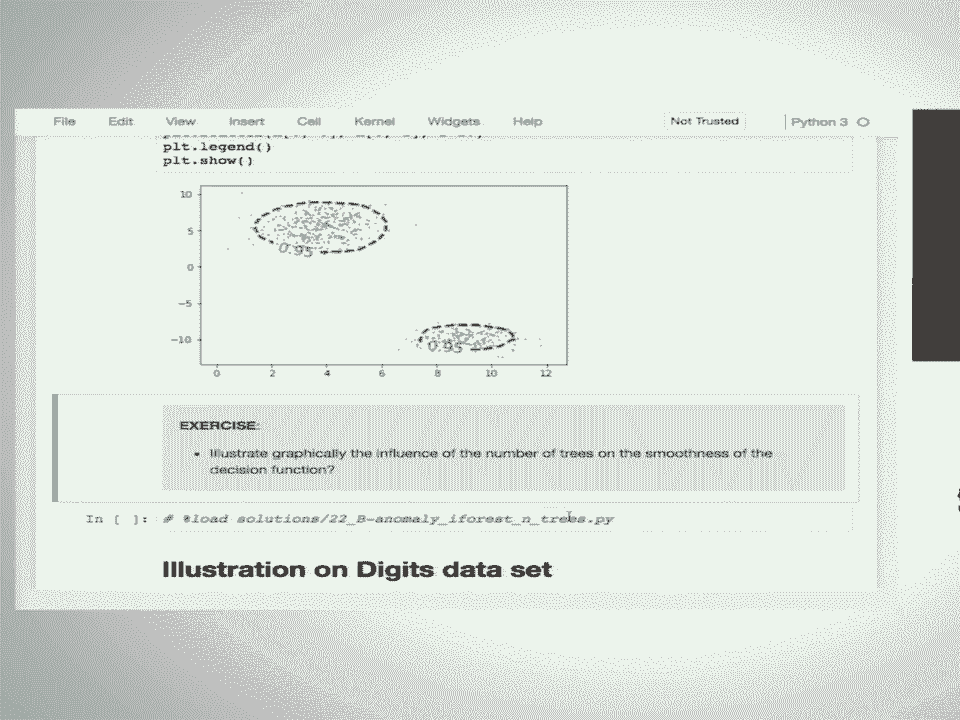 File Edit View Insert Cell Kernel Widgets Help Not Trusted Python 3
plt.legend()
plt.show()
10
5
0
−5
−10
0.95
0.95
0 2 4 6 8 10 12
EXERCISE:
• Illustrate graphically the influence of the number of trees on the smoothness of the
decision function?
In [ ]: # %load solutions/22_B-anomaly_iforest_n_trees.py
Illustration on Digits data set